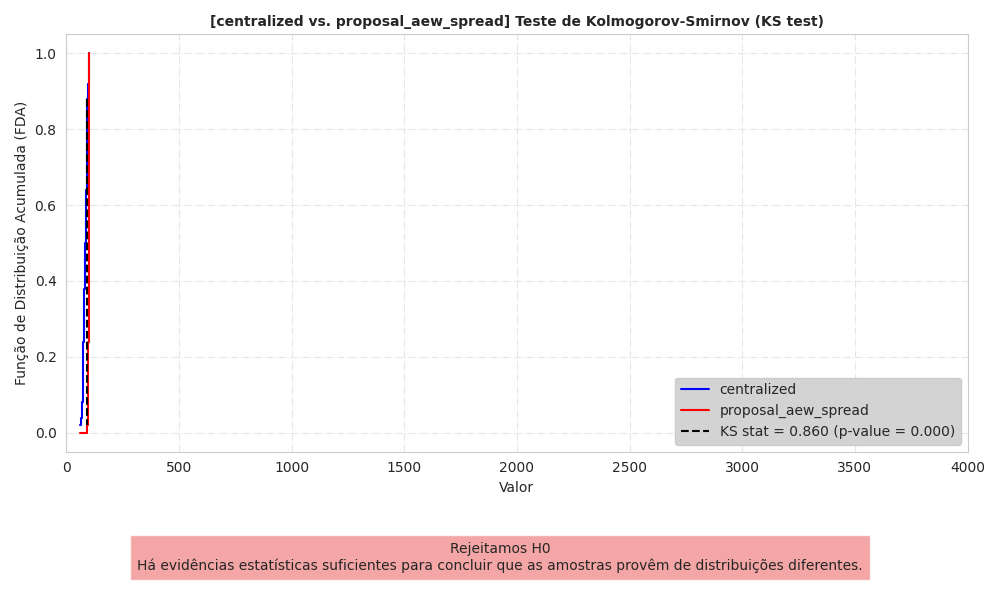 [centralized vs. proposal_aew_spread] Teste de Kolmogorov-Smirnov (KS test)
Função de Distribuição Acumulada (FDA)
1.0
0.8
0.6
0.4
0.2
0.0
0 500 1000 1500 2000 2500 3000 3500 4000
Valor
centralized
proposal_aew_spread
KS stat = 0.860 (p-value = 0.000)
Rejeitamos H0
Há evidências estatísticas suficientes para concluir que as amostras provêm de distribuições diferentes.